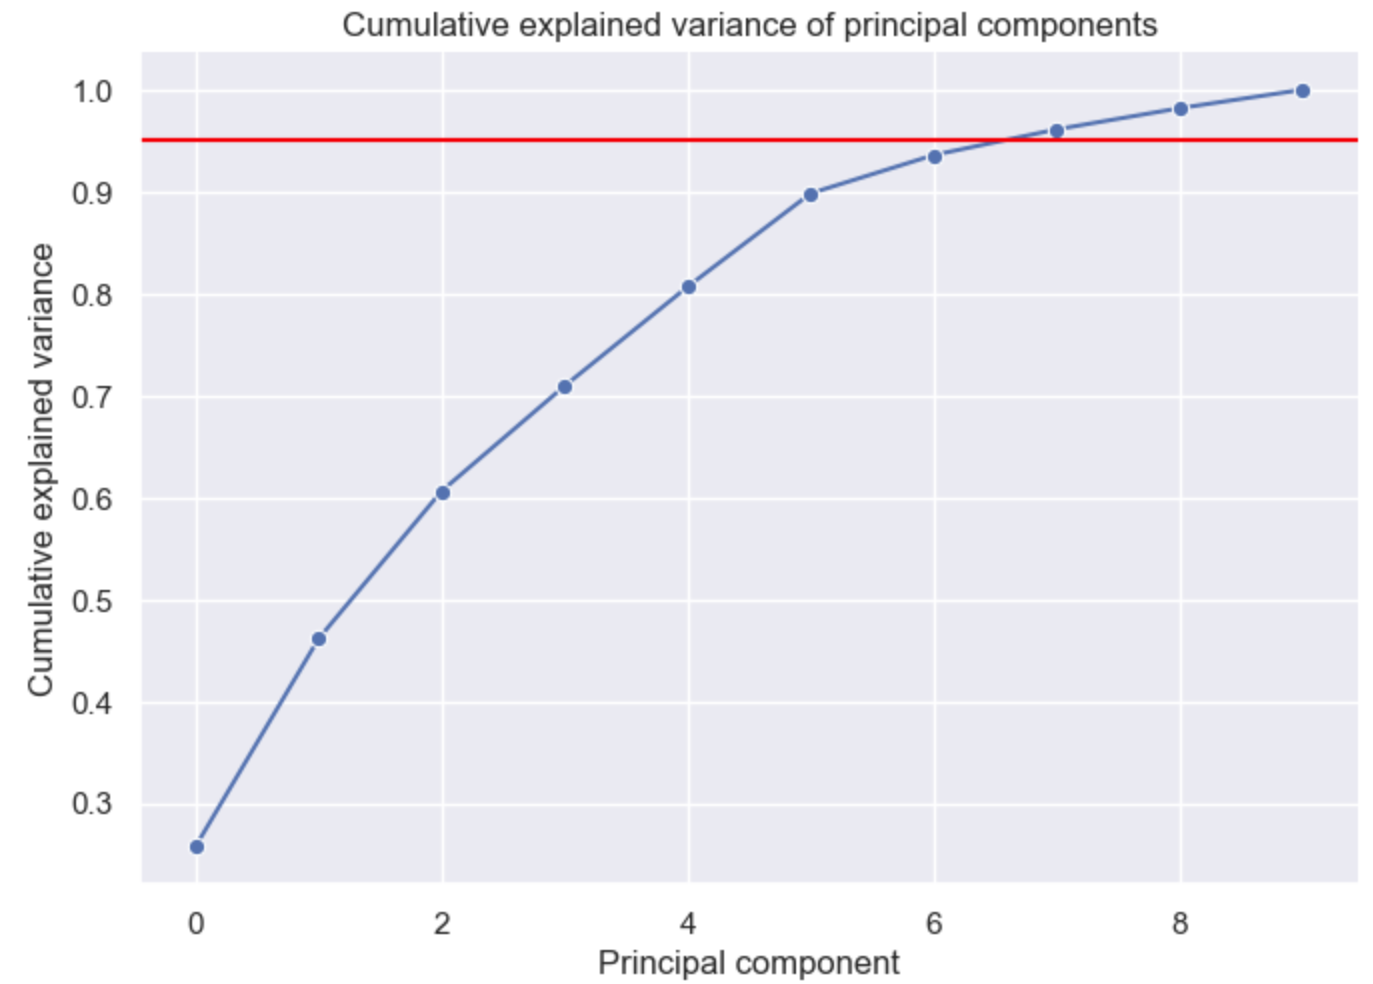 Cumulative explained variance of principal components
Cumulative explained variance
1.0
0.9
0.8
0.7
0.6
0.5
0.4
0.3
0 2 4 6 8
Principal component